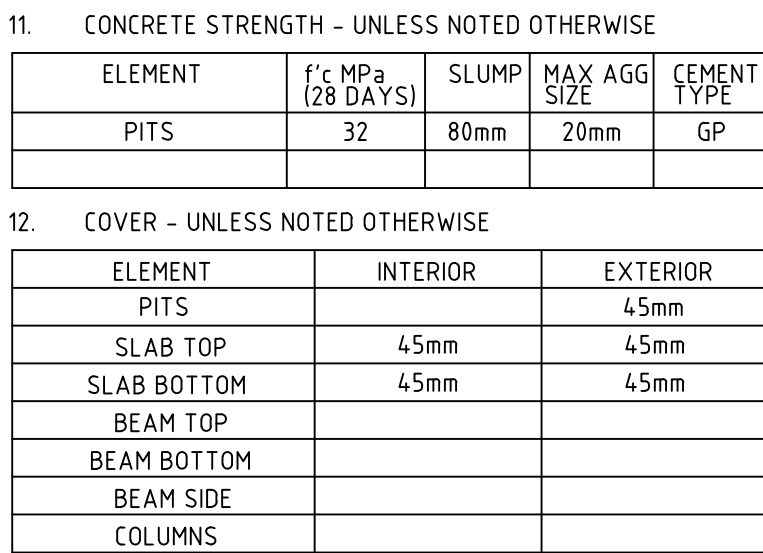 11. CONCRETE STRENGTH - UNLESS NOTED OTHERWISE
ELEMENT f'c MPa (28 DAYS) SLUMP MAX AGG SIZE CEMENT TYPE
PITS 32 80mm 20mm GP
12. COVER - UNLESS NOTED OTHERWISE
ELEMENT INTERIOR EXTERIOR
PITS 45mm
SLAB TOP 45mm 45mm
SLAB BOTTOM 45mm 45mm
BEAM TOP
BEAM BOTTOM
BEAM SIDE
COLUMNS